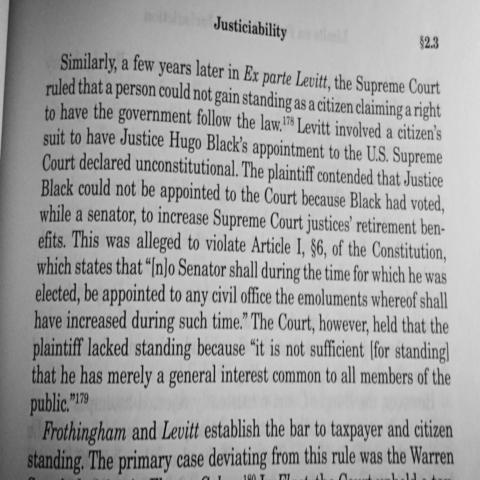 Justiciability
§2.3
Similarly, a few years later in Ex parte Levitt, the Supreme Court
ruled that a person could not gain standing as a citizen claiming a right
to have the government follow the law.178 Levitt involved a citizen's
suit to have Justice Hugo Black's appointment to the U.S. Supreme
Court declared unconstitutional. The plaintiff contended that Justice
Black could not be appointed to the Court because Black had voted,
while a senator, to increase Supreme Court justices' retirement ben-
efits. This was alleged to violate Article I, §6, of the Constitution,
which states that “[n]o Senator shall during the time for which he was
elected, be appointed to any civil office the emoluments whereof shall
have increased during such time.” The Court, however, held that the
plaintiff lacked standing because “it is not sufficient [for standing]
that he has merely a general interest common to all members of the
public.”179
Frothingham and Levitt establish the bar to taxpayer and citizen
standing. The primary case deviating from this rule was the Warren